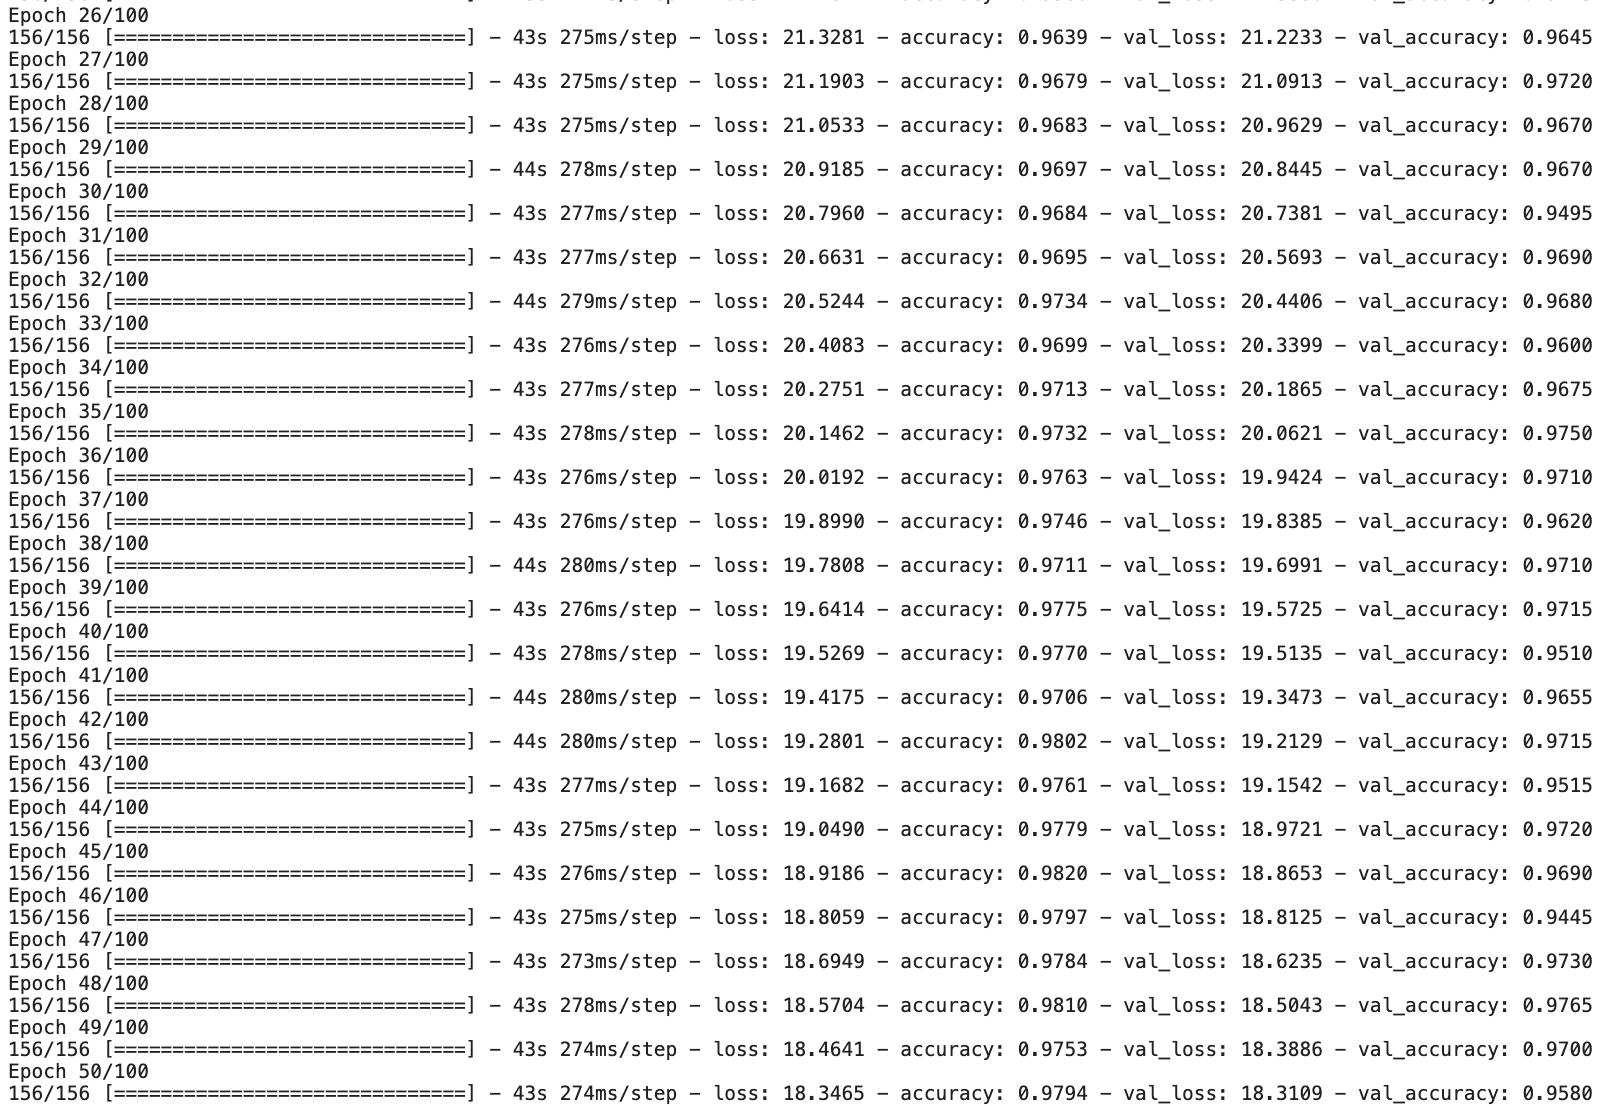 Epoch 26/100
156/156 [==============================] - 43s 275ms/step - loss: 21.3281 - accuracy: 0.9639 - val_loss: 21.2233 - val_accuracy: 0.9645
Epoch 27/100
156/156 [==============================] - 43s 275ms/step - loss: 21.1903 - accuracy: 0.9679 - val_loss: 21.0913 - val_accuracy: 0.9720
Epoch 28/100
156/156 [==============================] - 43s 275ms/step - loss: 21.0533 - accuracy: 0.9683 - val_loss: 20.9629 - val_accuracy: 0.9670
Epoch 29/100
156/156 [==============================] - 44s 278ms/step - loss: 20.9185 - accuracy: 0.9697 - val_loss: 20.8445 - val_accuracy: 0.9670
Epoch 30/100
156/156 [==============================] - 43s 277ms/step - loss: 20.7960 - accuracy: 0.9684 - val_loss: 20.7381 - val_accuracy: 0.9495
Epoch 31/100
156/156 [==============================] - 43s 277ms/step - loss: 20.6631 - accuracy: 0.9695 - val_loss: 20.5693 - val_accuracy: 0.9690
Epoch 32/100
156/156 [==============================] - 44s 279ms/step - loss: 20.5244 - accuracy: 0.9734 - val_loss: 20.4406 - val_accuracy: 0.9680
Epoch 33/100
156/156 [==============================] - 43s 276ms/step - loss: 20.4083 - accuracy: 0.9699 - val_loss: 20.3399 - val_accuracy: 0.9600
Epoch 34/100
156/156 [==============================] - 43s 277ms/step - loss: 20.2751 - accuracy: 0.9713 - val_loss: 20.1865 - val_accuracy: 0.9675
Epoch 35/100
156/156 [==============================] - 43s 278ms/step - loss: 20.1462 - accuracy: 0.9732 - val_loss: 20.0621 - val_accuracy: 0.9750
Epoch 36/100
156/156 [==============================] - 43s 276ms/step - loss: 20.0192 - accuracy: 0.9763 - val_loss: 19.9424 - val_accuracy: 0.9710
Epoch 37/100
156/156 [==============================] - 43s 276ms/step - loss: 19.8990 - accuracy: 0.9746 - val_loss: 19.8385 - val_accuracy: 0.9620
Epoch 38/100
156/156 [==============================] - 44s 280ms/step - loss: 19.7808 - accuracy: 0.9711 - val_loss: 19.6991 - val_accuracy: 0.9710
Epoch 39/100
156/156 [==============================] - 43s 276ms/step - loss: 19.6414 - accuracy: 0.9775 - val_loss: 19.5725 - val_accuracy: 0.9715
Epoch 40/100
156/156 [==============================] - 43s 278ms/step - loss: 19.5269 - accuracy: 0.9770 - val_loss: 19.5135 - val_accuracy: 0.9510
Epoch 41/100
156/156 [==============================] - 44s 280ms/step - loss: 19.4175 - accuracy: 0.9706 - val_loss: 19.3473 - val_accuracy: 0.9655
Epoch 42/100
156/156 [==============================] - 44s 280ms/step - loss: 19.2801 - accuracy: 0.9802 - val_loss: 19.2129 - val_accuracy: 0.9715
Epoch 43/100
156/156 [==============================] - 43s 277ms/step - loss: 19.1682 - accuracy: 0.9761 - val_loss: 19.1542 - val_accuracy: 0.9515
Epoch 44/100
156/156 [==============================] - 43s 275ms/step - loss: 19.0490 - accuracy: 0.9779 - val_loss: 18.9721 - val_accuracy: 0.9720
Epoch 45/100
156/156 [==============================] - 43s 276ms/step - loss: 18.9186 - accuracy: 0.9820 - val_loss: 18.8653 - val_accuracy: 0.9690
Epoch 46/100
156/156 [==============================] - 43s 275ms/step - loss: 18.8059 - accuracy: 0.9797 - val_loss: 18.8125 - val_accuracy: 0.9445
Epoch 47/100
156/156 [==============================] - 43s 273ms/step - loss: 18.6949 - accuracy: 0.9784 - val_loss: 18.6235 - val_accuracy: 0.9730
Epoch 48/100
156/156 [==============================] - 43s 278ms/step - loss: 18.5704 - accuracy: 0.9810 - val_loss: 18.5043 - val_accuracy: 0.9765
Epoch 49/100
156/156 [==============================] - 43s 274ms/step - loss: 18.4641 - accuracy: 0.9753 - val_loss: 18.3886 - val_accuracy: 0.9700
Epoch 50/100
156/156 [==============================] - 43s 274ms/step - loss: 18.3465 - accuracy: 0.9794 - val_loss: 18.3109 - val_accuracy: 0.9580